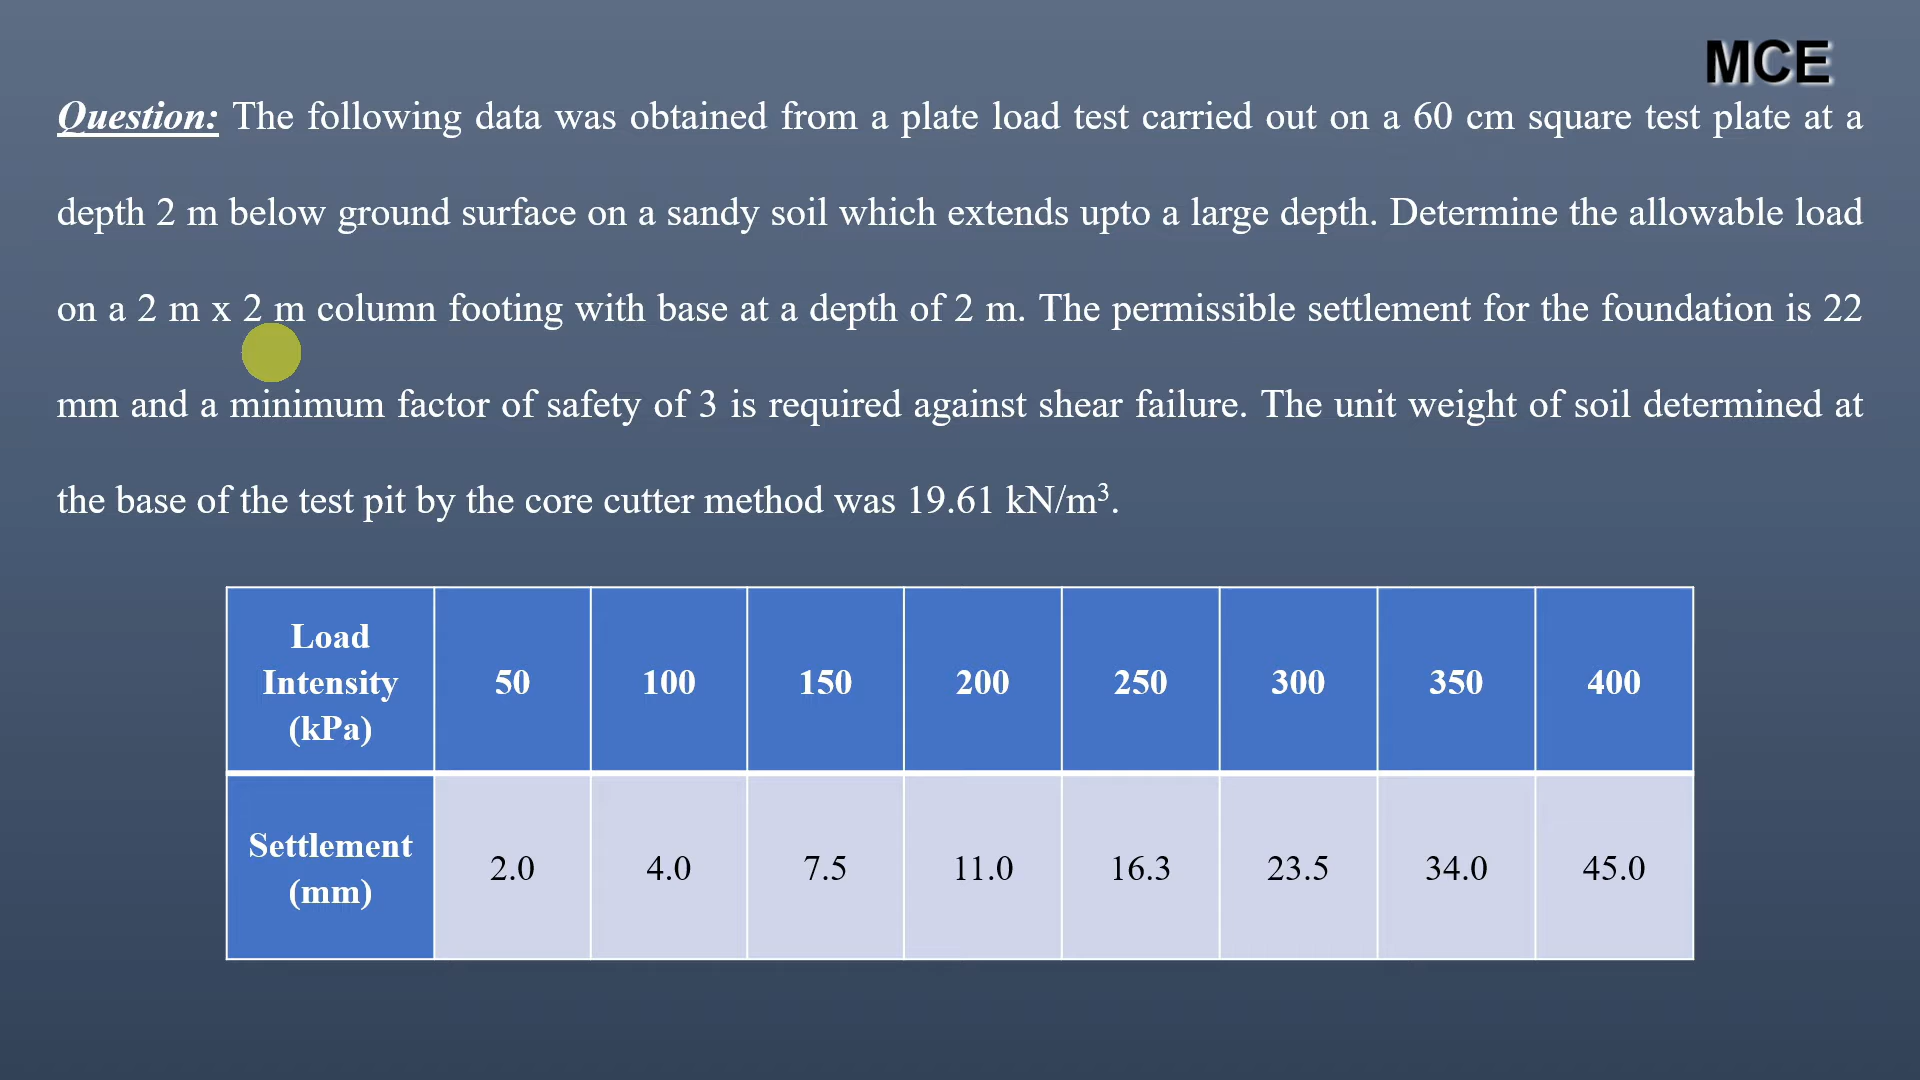 MCE
Question: The following data was obtained from a plate load test carried out on a 60 cm square test plate at a
depth 2 m below ground surface on a sandy soil which extends upto a large depth. Determine the allowable load
on a 2 m x 2 m column footing with base at a depth of 2 m. The permissible settlement for the foundation is 22
mm and a minimum factor of safety of 3 is required against shear failure. The unit weight of soil determined at
the base of the test pit by the core cutter method was 19.61 kN/m³.
Load
Intensity
(kPa)
50 100 150 200 250 300 350 400
Settlement
(mm)
2.0 4.0 7.5 11.0 16.3 23.5 34.0 45.0